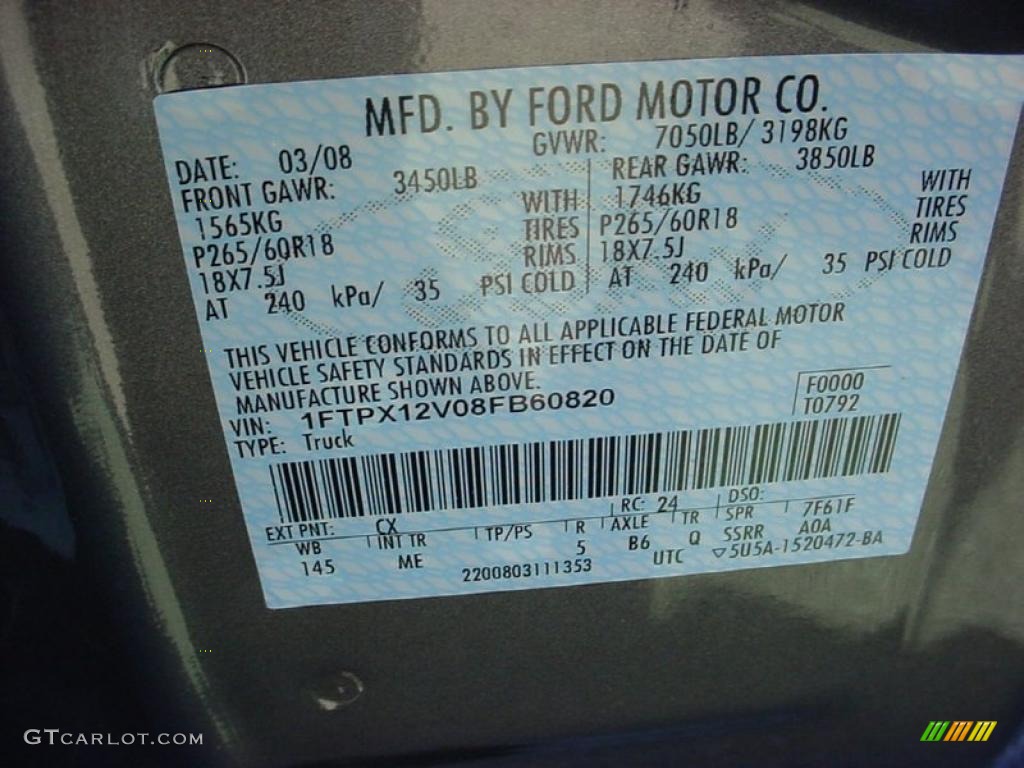 MFD. BY FORD MOTOR CO.
DATE: 03/08 GVWR: 7050LB/ 3198KG
FRONT GAWR: 3450LB REAR GAWR: 3850LB
1565KG WITH 1746KG WITH
P265/60R18 TIRES P265/60R18 TIRES
18X7.5J RIMS 18X7.5J RIMS
AT 240 kPa/ 35 PSI COLD AT 240 kPa/ 35 PSI COLD
THIS VEHICLE CONFORMS TO ALL APPLICABLE FEDERAL MOTOR
VEHICLE SAFETY STANDARDS IN EFFECT ON THE DATE OF
MANUFACTURE SHOWN ABOVE.
VIN: 1FTPX12V08FB60820 F0000
TYPE: Truck T0792
EXT PNT: CX RC: 24 DSO:
WB INT TR TP/PS R AXLE TR SPR 7F61F
145 ME 5 B6 Q SSRR A0A
2200803111353 UTC ▽5U5A-1520472-BA
GTCARLOT.COM